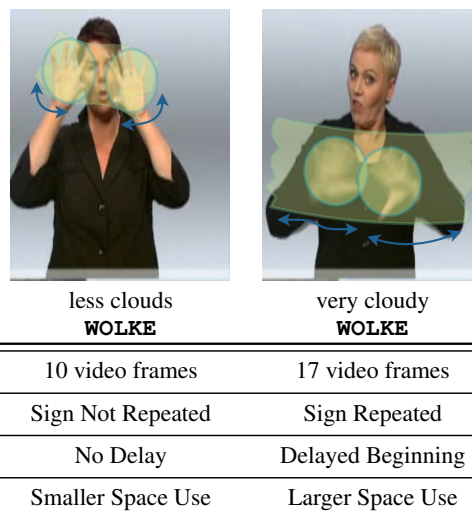 less clouds very cloudy
WOLKE WOLKE
10 video frames 17 video frames
Sign Not Repeated Sign Repeated
No Delay Delayed Beginning
Smaller Space Use Larger Space Use